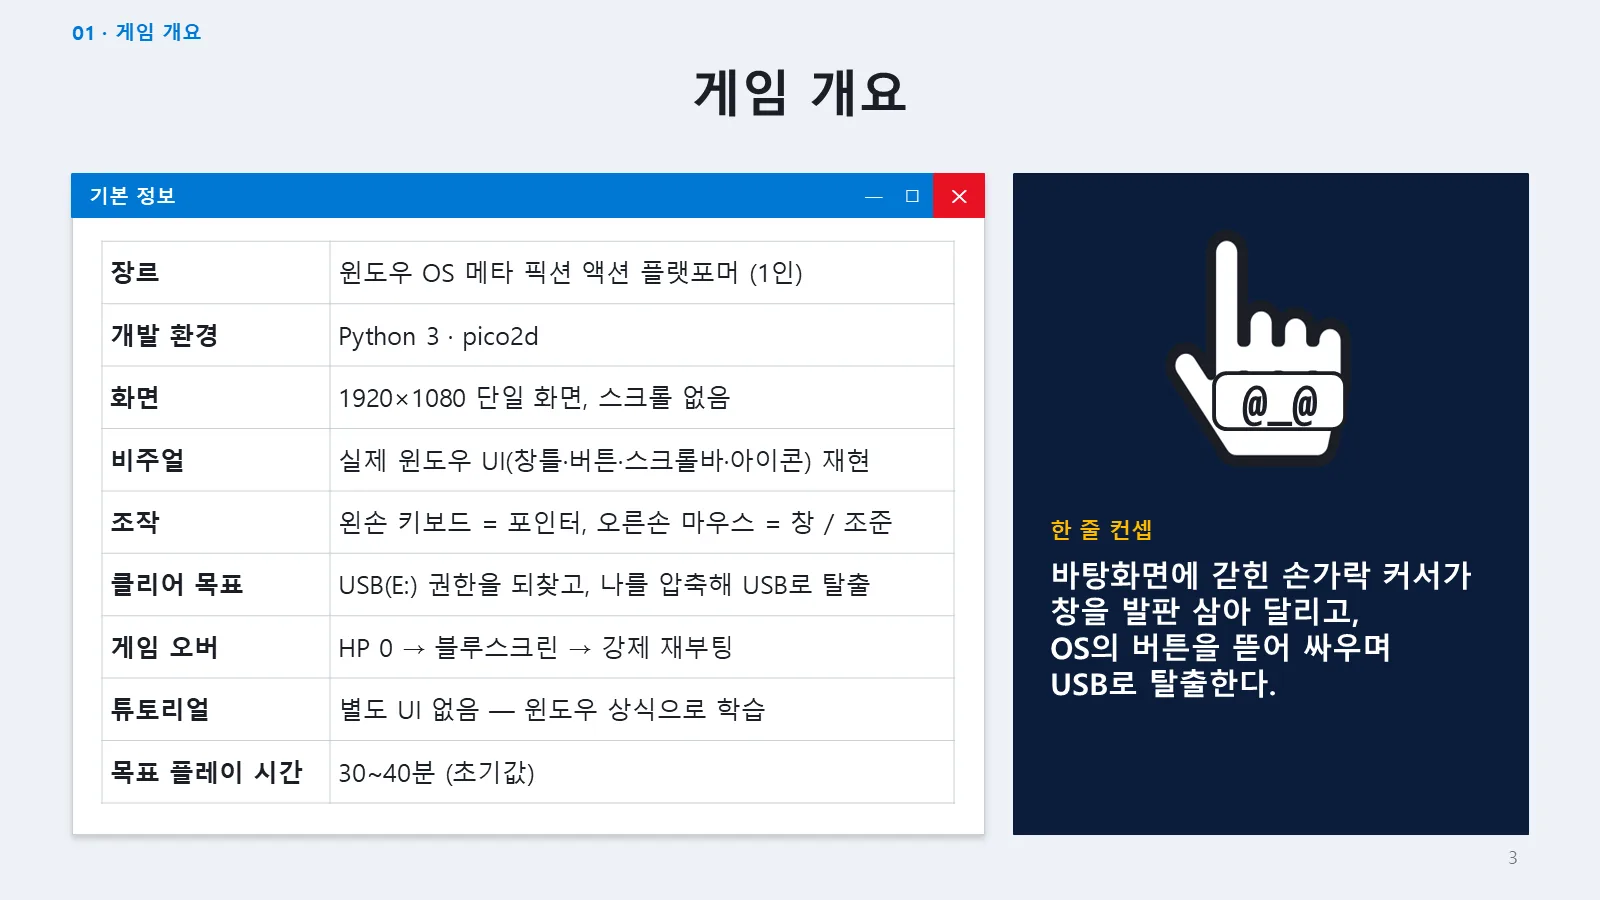 01 · 게임 개요
게임 개요
기본 정보
장르 윈도우 OS 메타 픽션 액션 플랫포머 (1인)
개발 환경 Python 3 · pico2d
화면 1920×1080 단일 화면, 스크롤 없음
비주얼 실제 윈도우 UI(창틀·버튼·스크롤바·아이콘) 재현
조작 왼손 키보드 = 포인터, 오른손 마우스 = 창 / 조준
클리어 목표 USB(E:) 권한을 되찾고, 나를 압축해 USB로 탈출
게임 오버 HP 0 → 블루스크린 → 강제 재부팅
튜토리얼 별도 UI 없음 — 윈도우 상식으로 학습
목표 플레이 시간 30~40분 (초기값)
@_@
한 줄 컨셉
바탕화면에 갇힌 손가락 커서가
창을 발판 삼아 달리고,
OS의 버튼을 뜯어 싸우며
USB로 탈출한다.
3